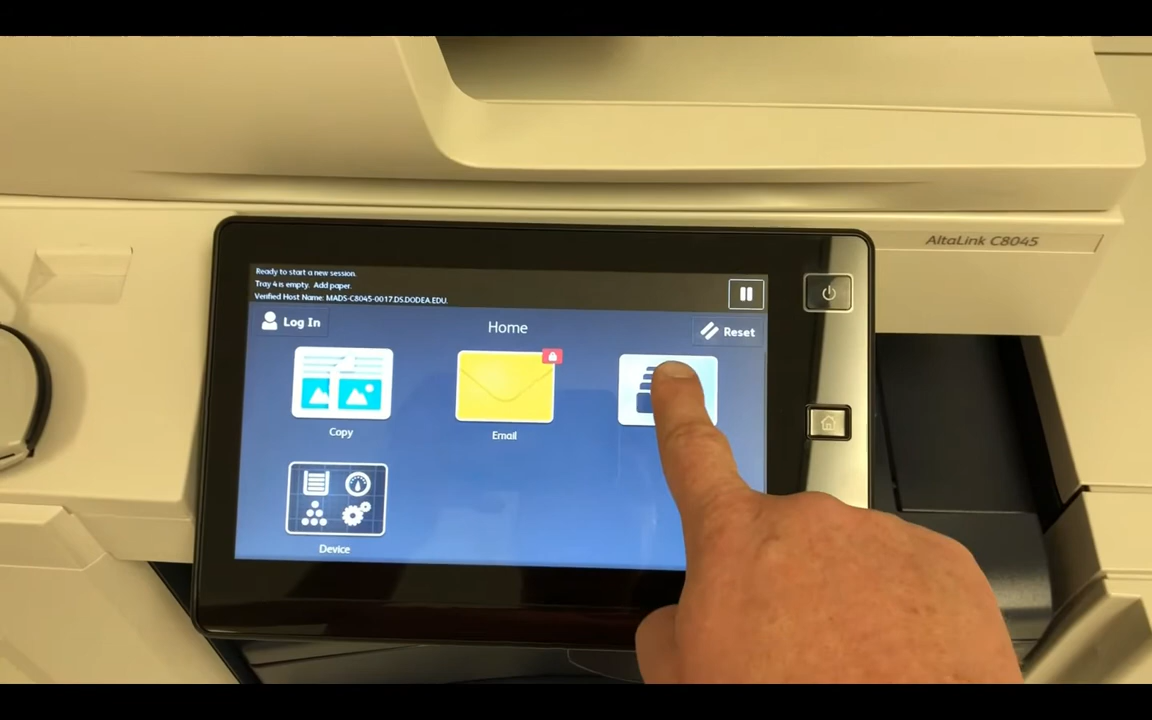 AltaLink C8045
Ready to start a new session.
Tray 4 is empty. Add paper.
Verified Host Name: MADS-C8045-0017.DS.DODEA.EDU.
Log In
Home
Reset
Copy
Email
Device